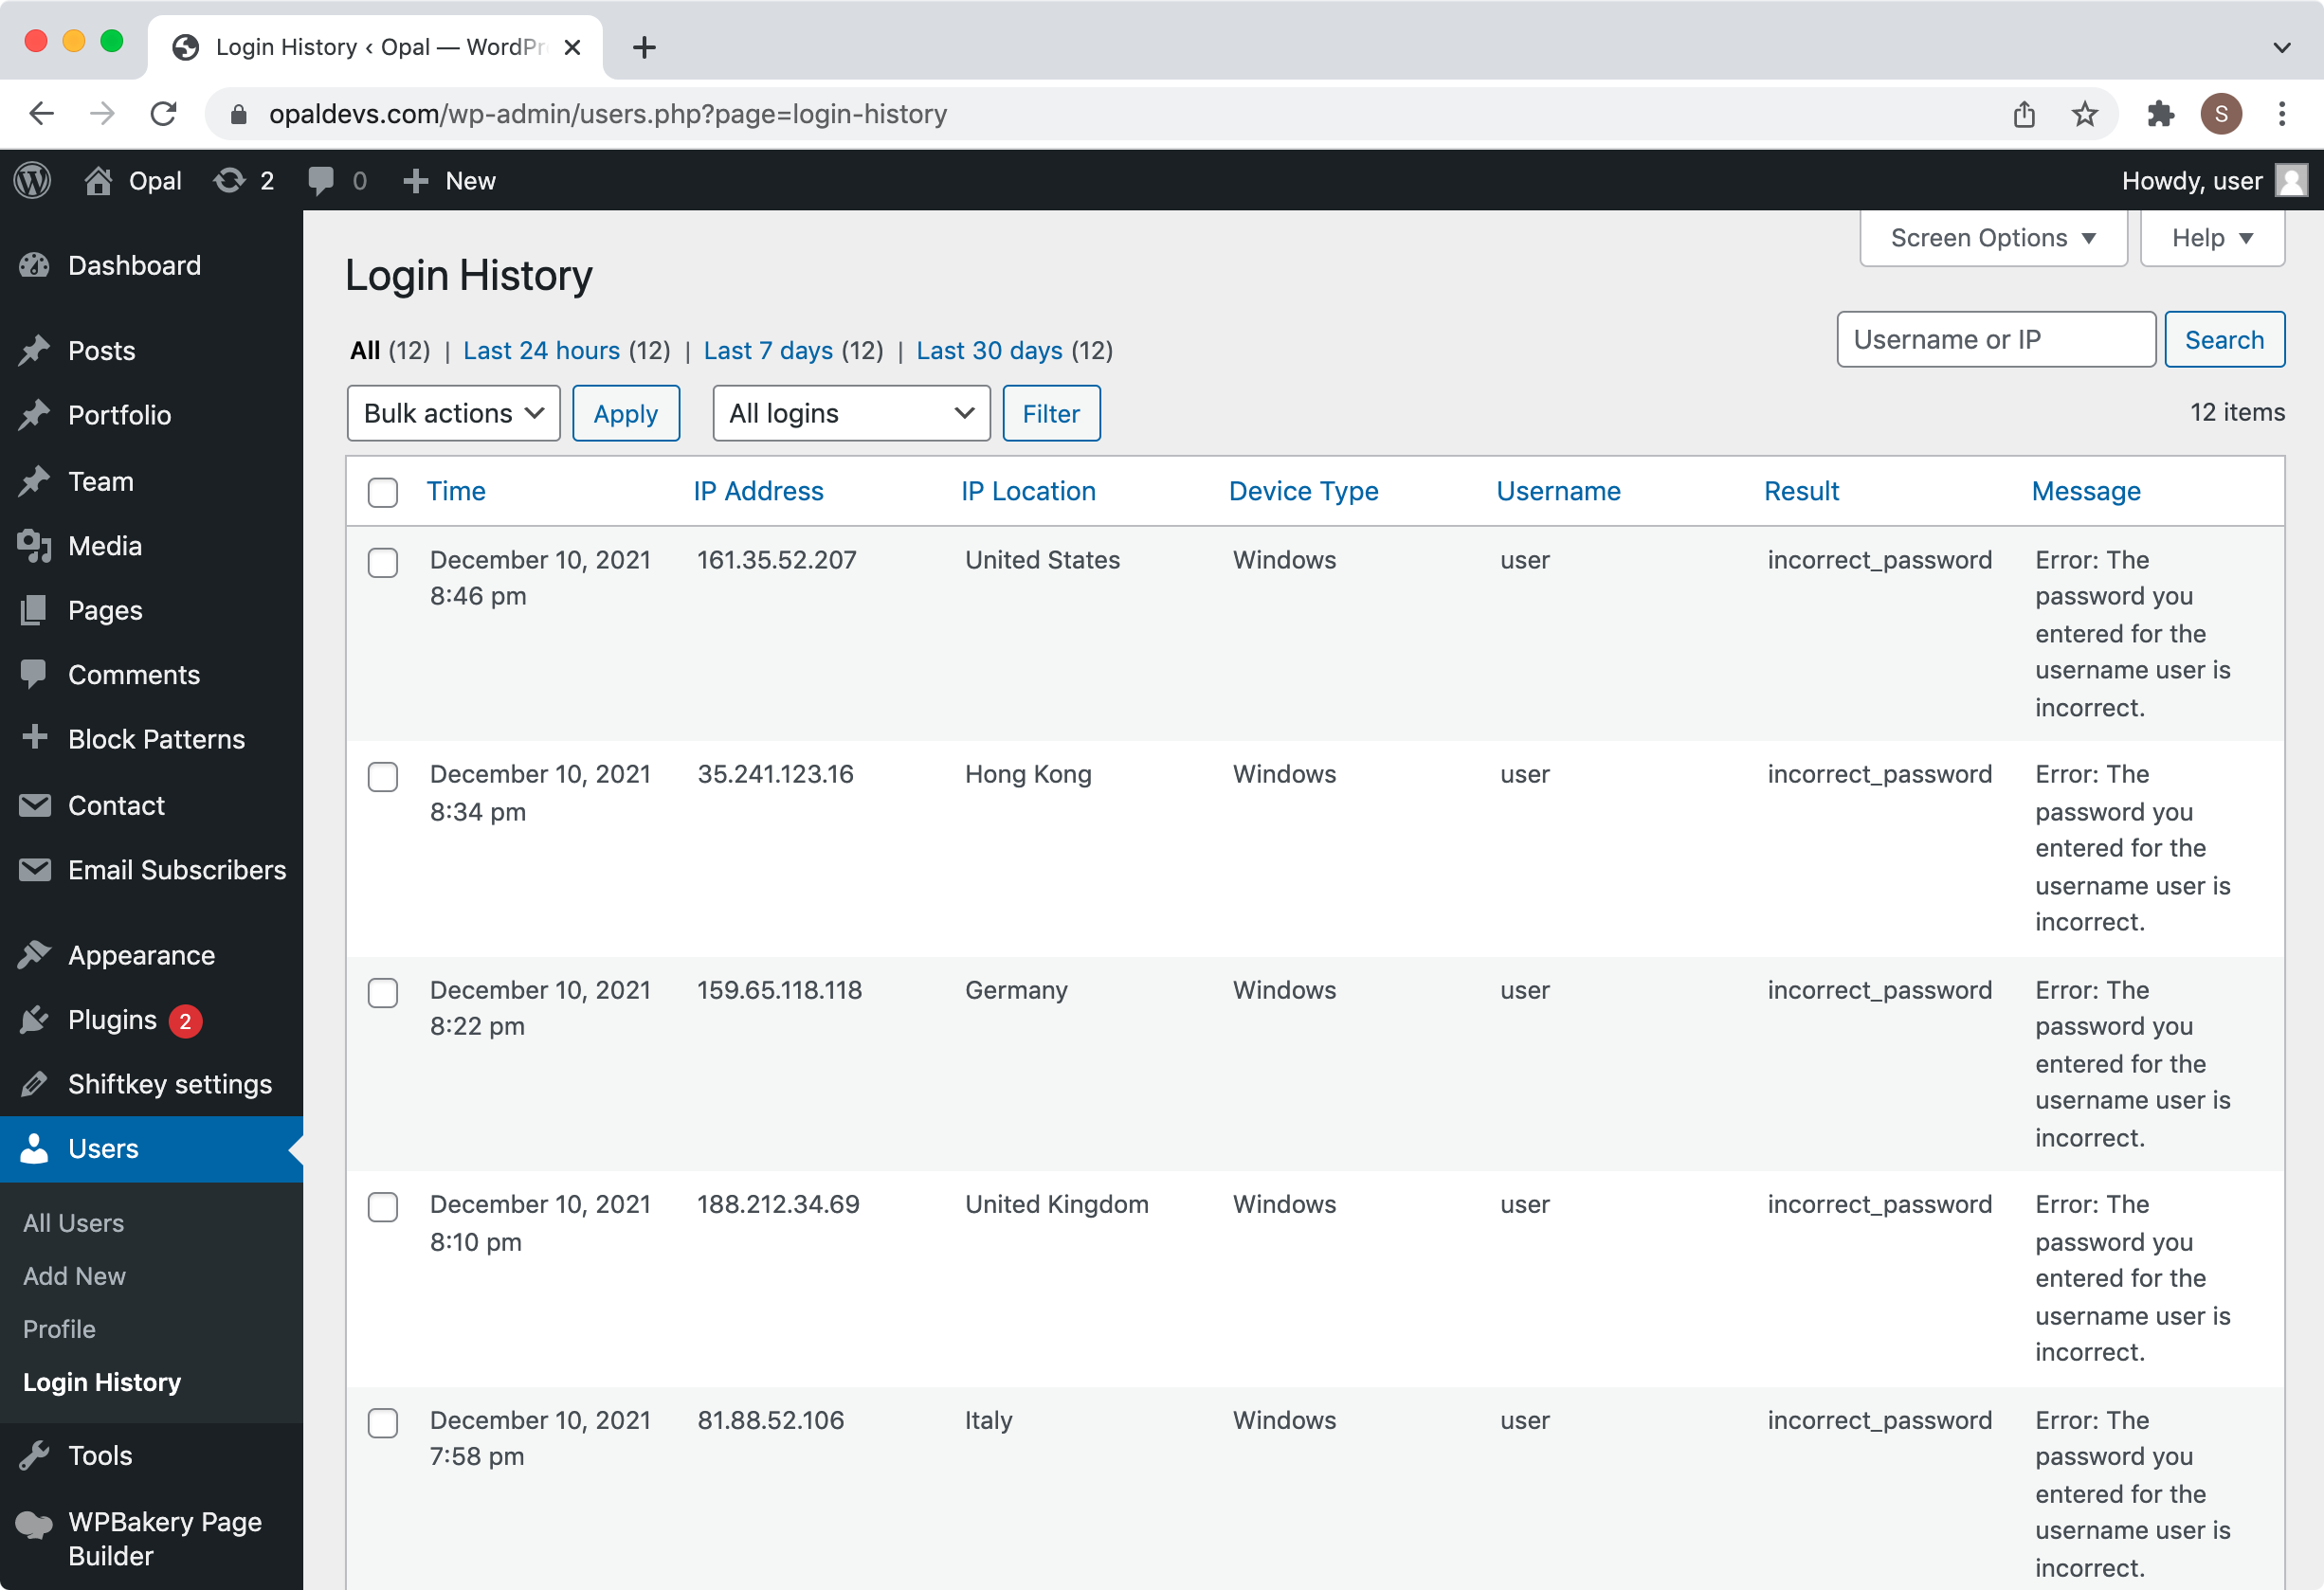 Login History ‹ Opal — WordPr
opaldevs.com/wp-admin/users.php?page=login-history
S
Opal 2 0 New Howdy, user
Screen Options Help
Dashboard
Posts
Portfolio
Team
Media
Pages
Comments
Block Patterns
Contact
Email Subscribers
Appearance
Plugins 2
Shiftkey settings
Users
All Users
Add New
Profile
Login History
Tools
WPBakery Page
Builder
Login History
All (12) | Last 24 hours (12) | Last 7 days (12) | Last 30 days (12)
Username or IP Search
Bulk actions Apply All logins Filter
12 items
Time IP Address IP Location Device Type Username Result Message
December 10, 2021 161.35.52.207 United States Windows user incorrect_password Error: The
8:46 pm password you
entered for the
username user is
incorrect.
December 10, 2021 35.241.123.16 Hong Kong Windows user incorrect_password Error: The
8:34 pm password you
entered for the
username user is
incorrect.
December 10, 2021 159.65.118.118 Germany Windows user incorrect_password Error: The
8:22 pm password you
entered for the
username user is
incorrect.
December 10, 2021 188.212.34.69 United Kingdom Windows user incorrect_password Error: The
8:10 pm password you
entered for the
username user is
incorrect.
December 10, 2021 81.88.52.106 Italy Windows user incorrect_password Error: The
7:58 pm password you
entered for the
username user is
incorrect.